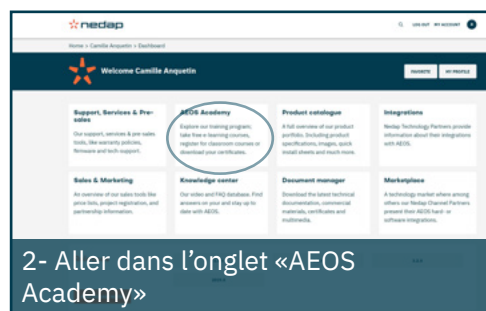 nedap
LOG OUT MY ACCOUNT
Home > Camille Anquetin > Dashboard
Welcome Camille
Anquetin
FAVORITE MY PROFILE
Support, Services & Pre-
sales
Our support, services & pre-sales
tools, like warranty policies,
firmware and tech-support.
AEOS Academy
Explore our training program;
take free e-learning courses,
register for classroom courses or
download your certificates.
Product catalogue
A full overview of our product
portfolio. Including product
specifications, images, quick
install sheets and much more.
Integrations
Nedap Technology Partners provide
information about their integrations
with AEOS.
Sales & Marketing
An overview of our sales tools like
price lists, project registration, and
partnership information.
Knowledge center
Our video and FAQ database. Find
answers on your and stay up to
date with AEOS.
Document manager
Download the latest technical
documentation, commercial
materials, certificates and
multimedia.
Marketplace
A technology market where among
others our Nedap Channel Partners
present their AEOS hard- or
software integrations.
2- Aller dans l’onglet «AEOS
Academy»